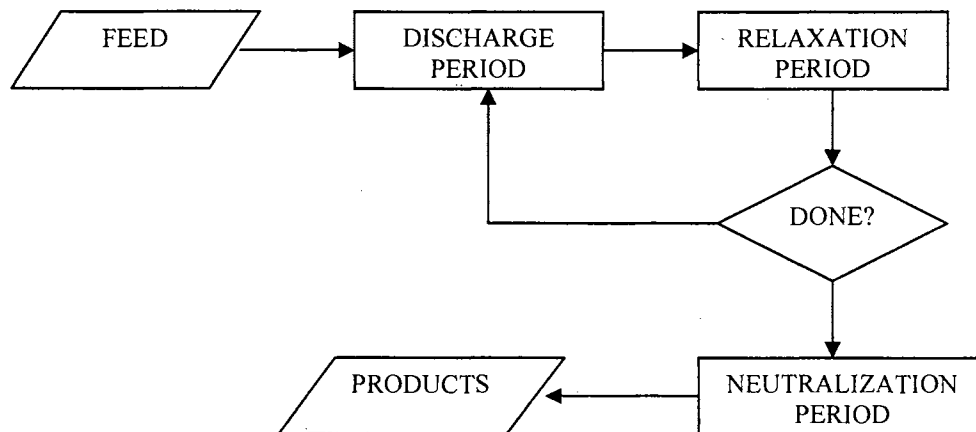 FEED
DISCHARGE
PERIOD
RELAXATION
PERIOD
DONE?
PRODUCTS
NEUTRALIZATION
PERIOD